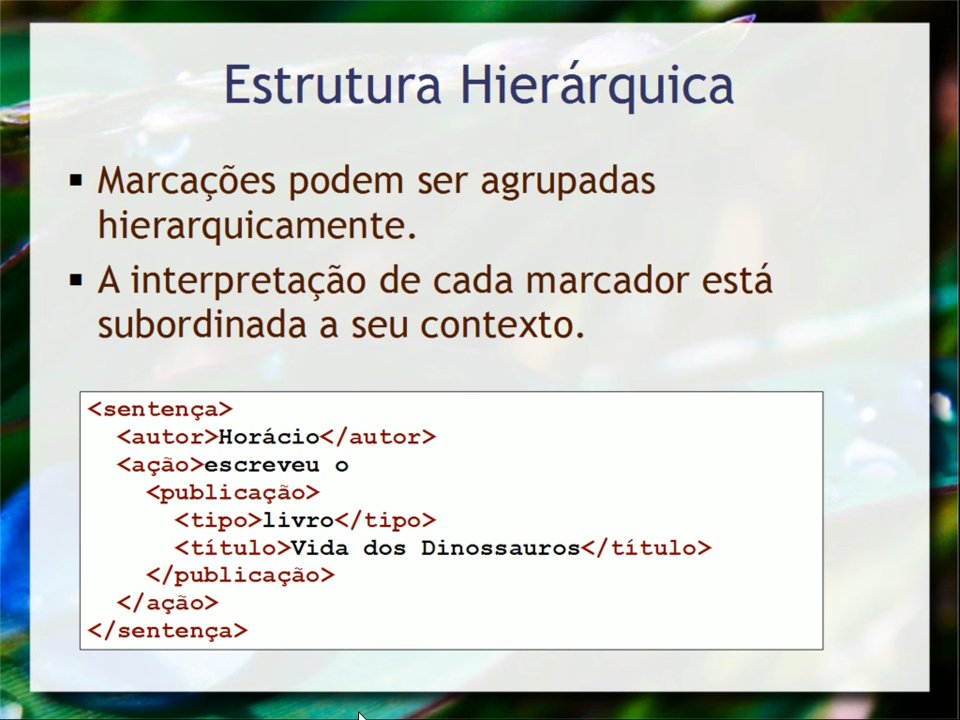 Estrutura Hierárquica
▪ Marcações podem ser agrupadas
hierarquicamente.
▪ A interpretação de cada marcador está
subordinada a seu contexto.
<sentença>
  <autor>Horácio</autor>
  <ação>escreveu o
    <publicação>
      <tipo>livro</tipo>
      <título>Vida dos Dinossauros</título>
    </publicação>
  </ação>
</sentença>